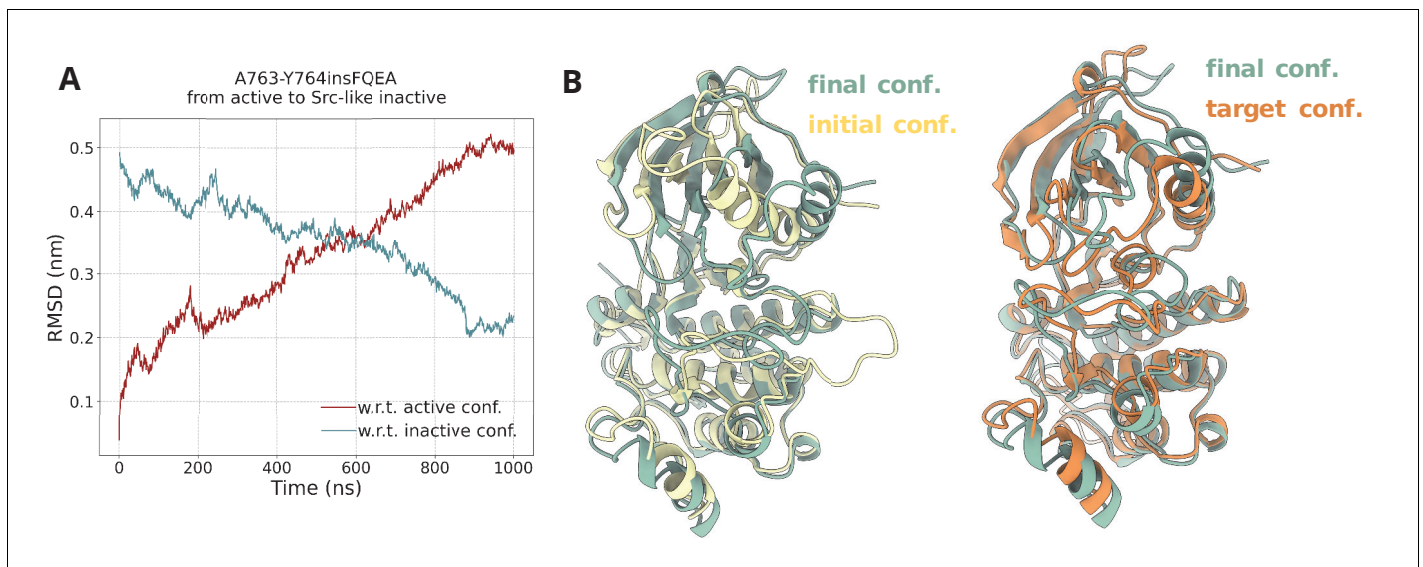 A
A763-Y764insFQEA
from active to Src-like inactive
RMSD (nm)
0.5
0.4
0.3
0.2
0.1
w.r.t. active conf.
w.r.t. inactive conf.
0 200 400 600 800 1000
Time (ns)
B
final conf.
initial conf.
final conf.
target conf.